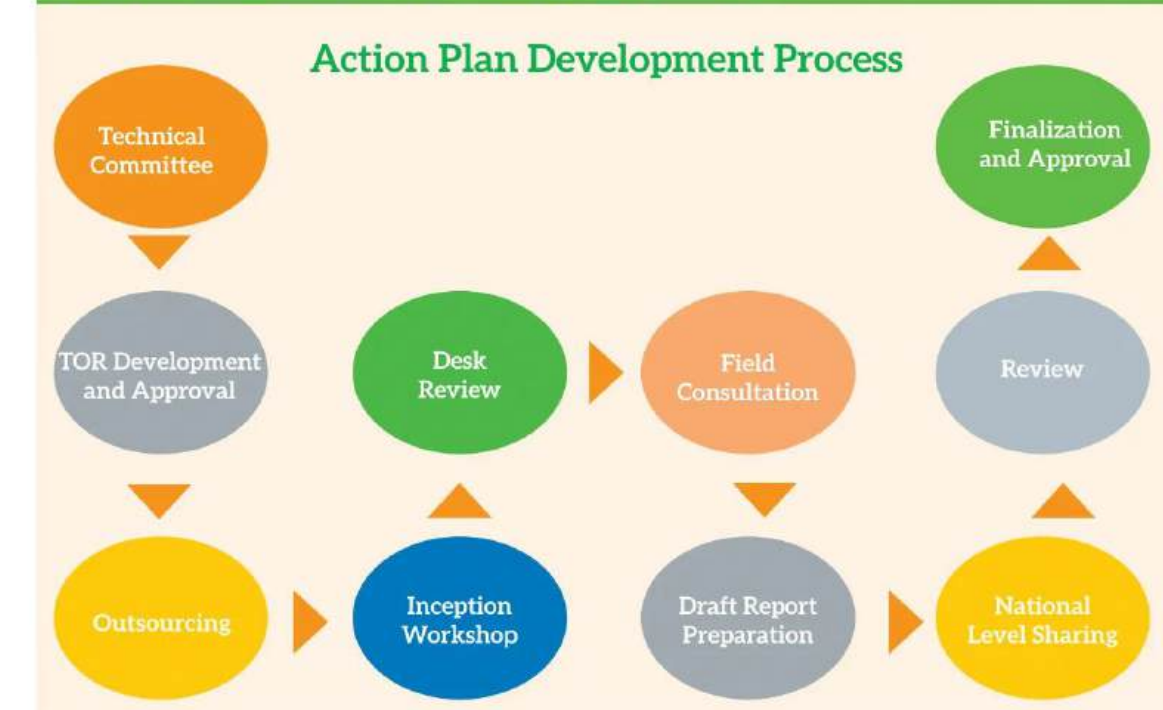 Action Plan Development Process
Technical
Committee
TOR Development
and Approval
Outsourcing
Inception
Workshop
Desk
Review
Field
Consultation
Draft Report
Preparation
National
Level Sharing
Review
Finalization
and Approval